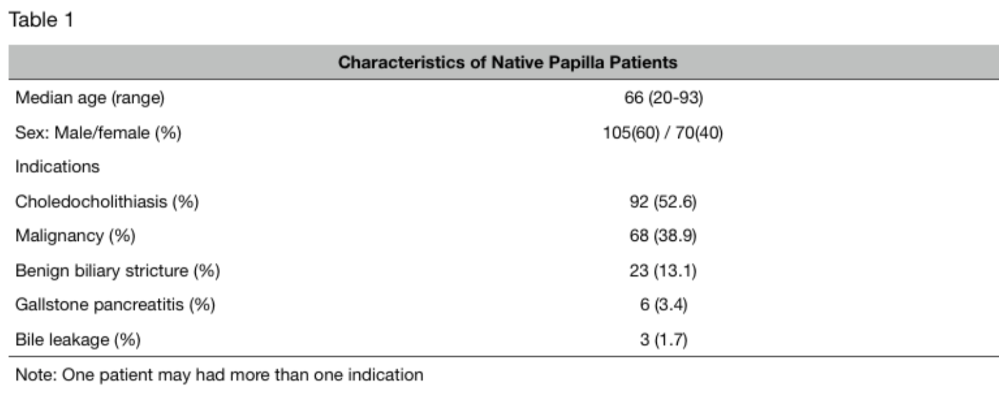 Table 1
Characteristics of Native Papilla Patients
Median age (range) 66 (20-93)
Sex: Male/female (%) 105(60) / 70(40)
Indications
Choledocholithiasis (%) 92 (52.6)
Malignancy (%) 68 (38.9)
Benign biliary stricture (%) 23 (13.1)
Gallstone pancreatitis (%) 6 (3.4)
Bile leakage (%) 3 (1.7)
Note: One patient may had more than one indication